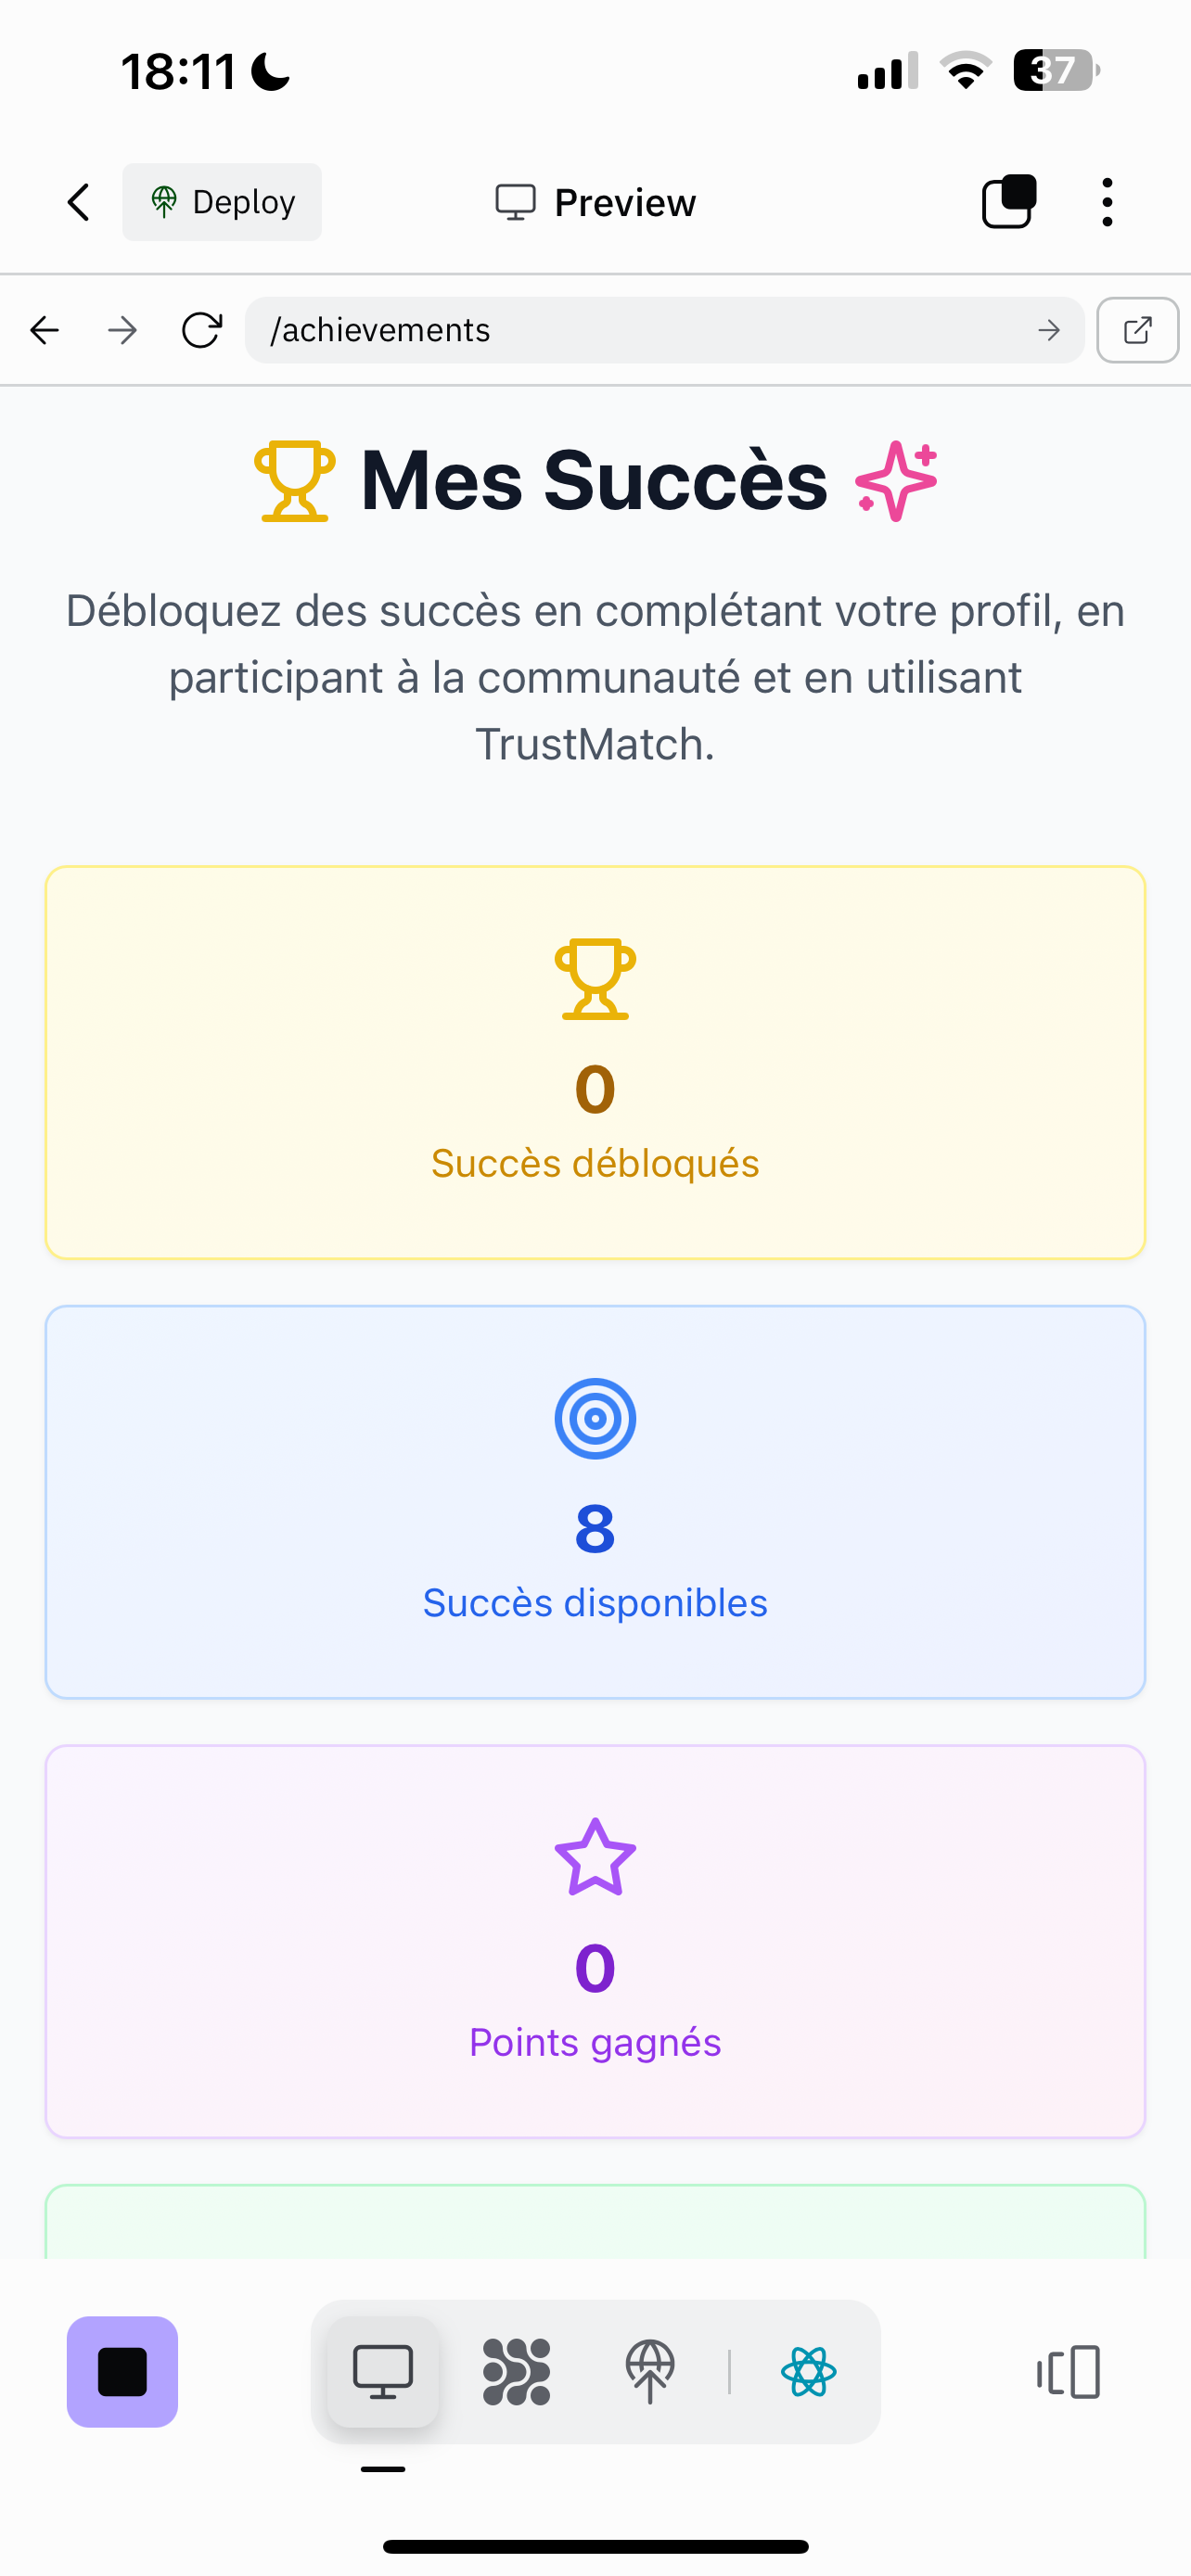 18:11
37
Deploy
Preview
/achievements
Mes Succès
Débloquez des succès en complétant votre profil, en
participant à la communauté et en utilisant
TrustMatch.
0
Succès débloqués
8
Succès disponibles
0
Points gagnés